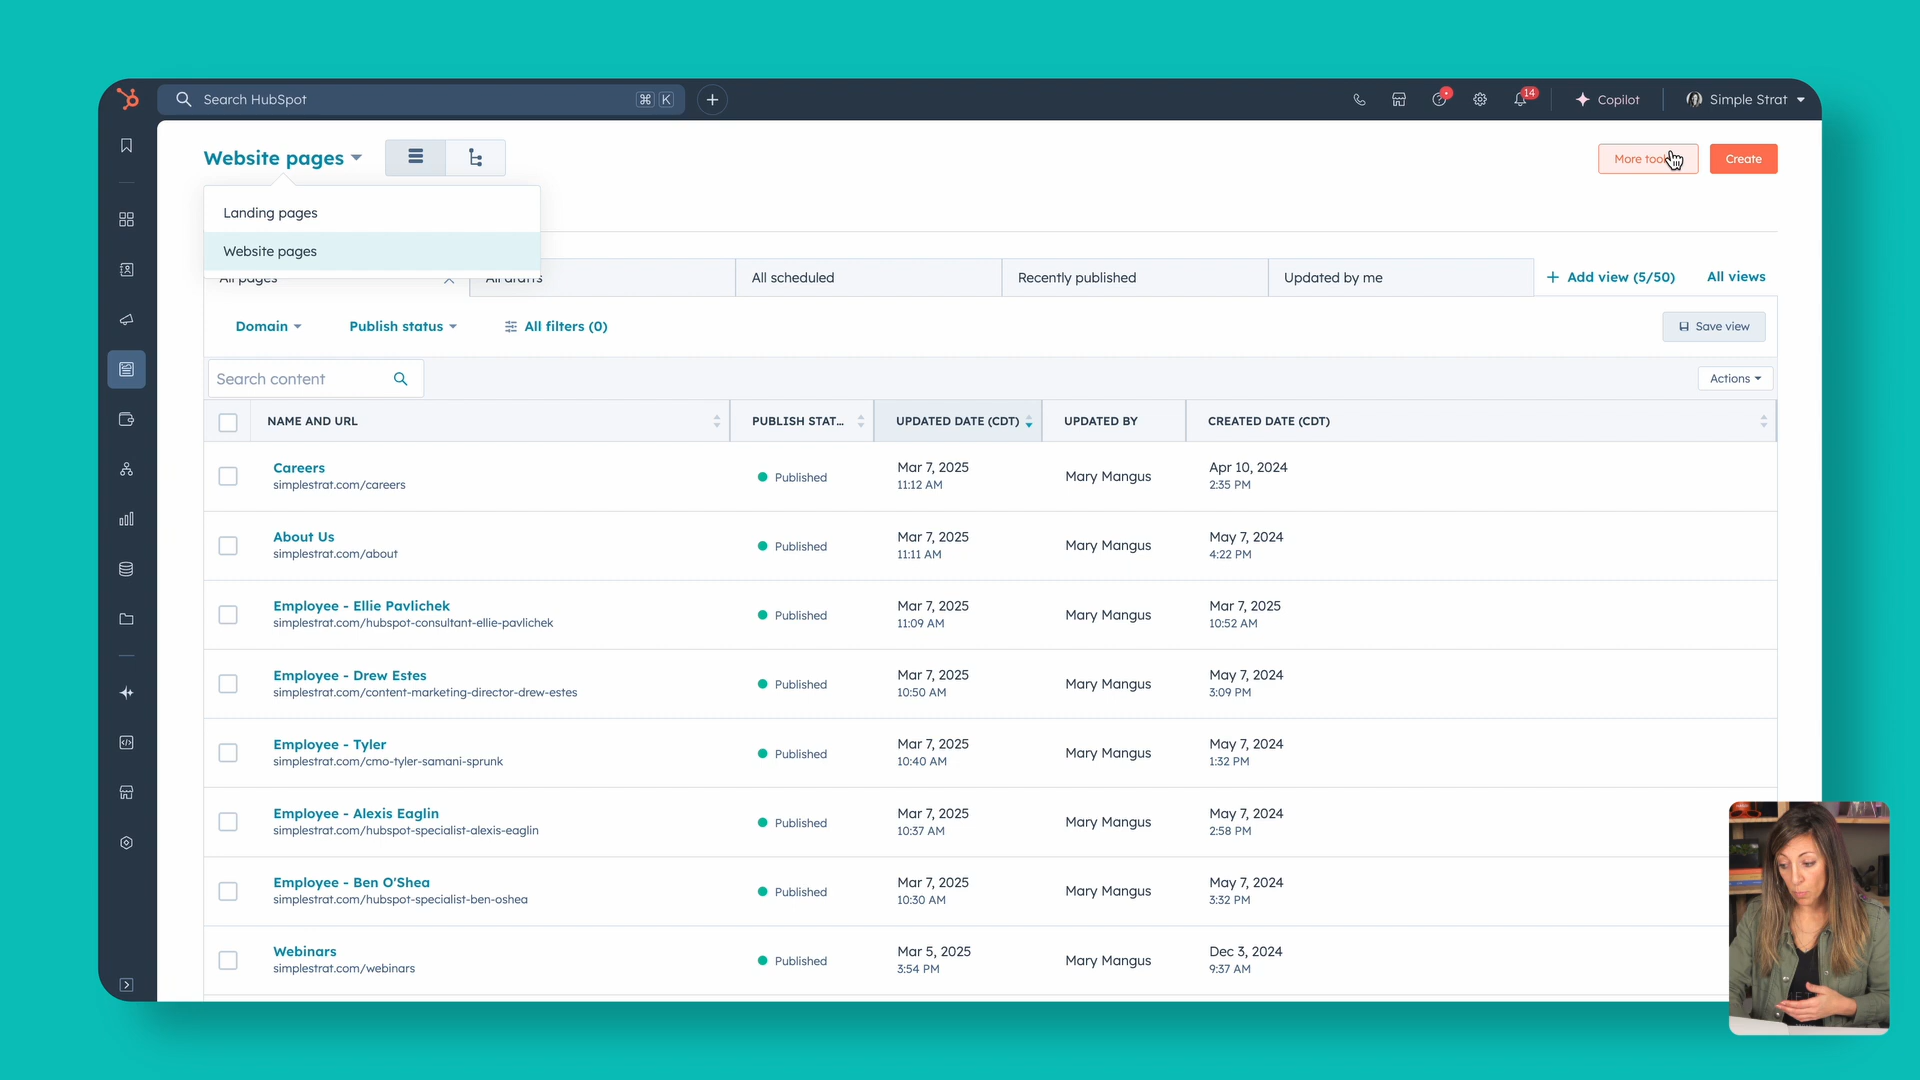 Search HubSpot
⌘ K
14
Copilot
Simple Strat
Website pages
More tools
Create
Landing pages
Website pages
All pages
All drafts
All scheduled
Recently published
Updated by me
Add view (5/50)
All views
Domain
Publish status
All filters (0)
Save view
Search content
Actions
NAME AND URL
PUBLISH STAT...
UPDATED DATE (CDT)
UPDATED BY
CREATED DATE (CDT)
Careers
simplestrat.com/careers
Published
Mar 7, 2025
11:12 AM
Mary Mangus
Apr 10, 2024
2:35 PM
About Us
simplestrat.com/about
Published
Mar 7, 2025
11:11 AM
Mary Mangus
May 7, 2024
4:22 PM
Employee - Ellie Pavlichek
simplestrat.com/hubspot-consultant-ellie-pavlichek
Published
Mar 7, 2025
11:09 AM
Mary Mangus
Mar 7, 2025
10:52 AM
Employee - Drew Estes
simplestrat.com/content-marketing-director-drew-estes
Published
Mar 7, 2025
10:50 AM
Mary Mangus
May 7, 2024
3:09 PM
Employee - Tyler
simplestrat.com/cmo-tyler-samani-sprunk
Published
Mar 7, 2025
10:40 AM
Mary Mangus
May 7, 2024
1:32 PM
Employee - Alexis Eaglin
simplestrat.com/hubspot-specialist-alexis-eaglin
Published
Mar 7, 2025
10:37 AM
Mary Mangus
May 7, 2024
2:58 PM
Employee - Ben O'Shea
simplestrat.com/hubspot-specialist-ben-oshea
Published
Mar 7, 2025
10:30 AM
Mary Mangus
May 7, 2024
3:32 PM
Webinars
simplestrat.com/webinars
Published
Mar 5, 2025
3:54 PM
Mary Mangus
Dec 3, 2024
9:37 AM